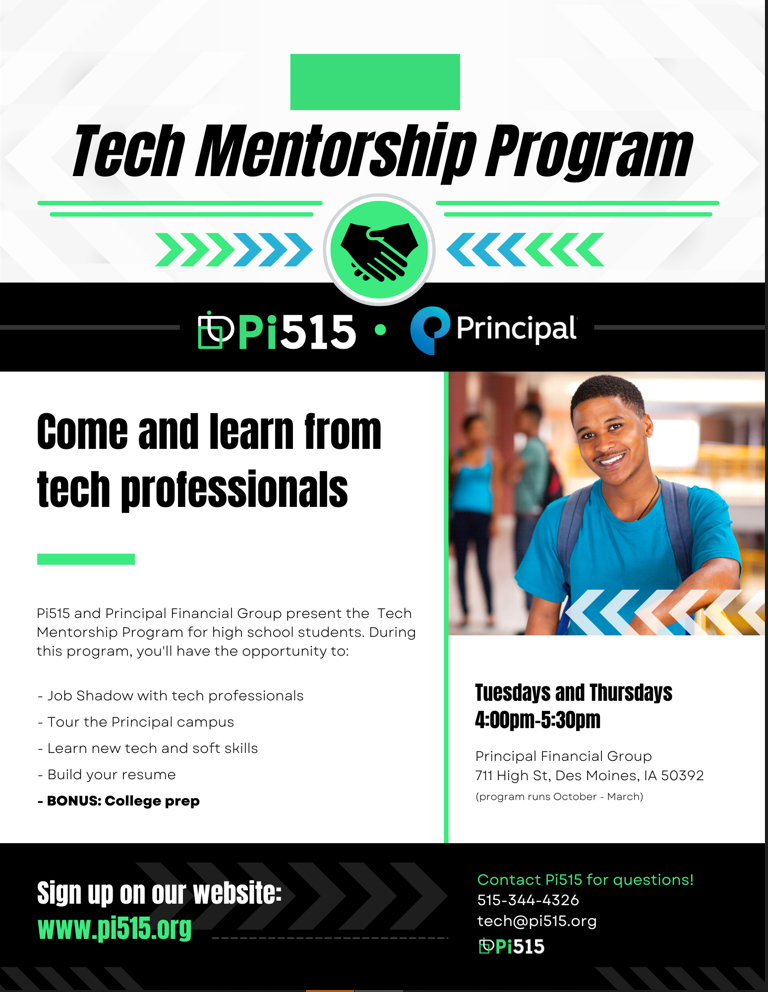 Tech Mentorship Program
Pi515 • Principal
Come and learn from
tech professionals
Pi515 and Principal Financial Group present the Tech
Mentorship Program for high school students. During
this program, you'll have the opportunity to:
- Job Shadow with tech professionals
- Tour the Principal campus
- Learn new tech and soft skills
- Build your resume
- BONUS: College prep
Tuesdays and Thursdays
4:00pm-5:30pm
Principal Financial Group
711 High St, Des Moines, IA 50392
(program runs October - March)
Sign up on our website:
www.pi515.org
Contact Pi515 for questions!
515-344-4326
tech@pi515.org
Pi515